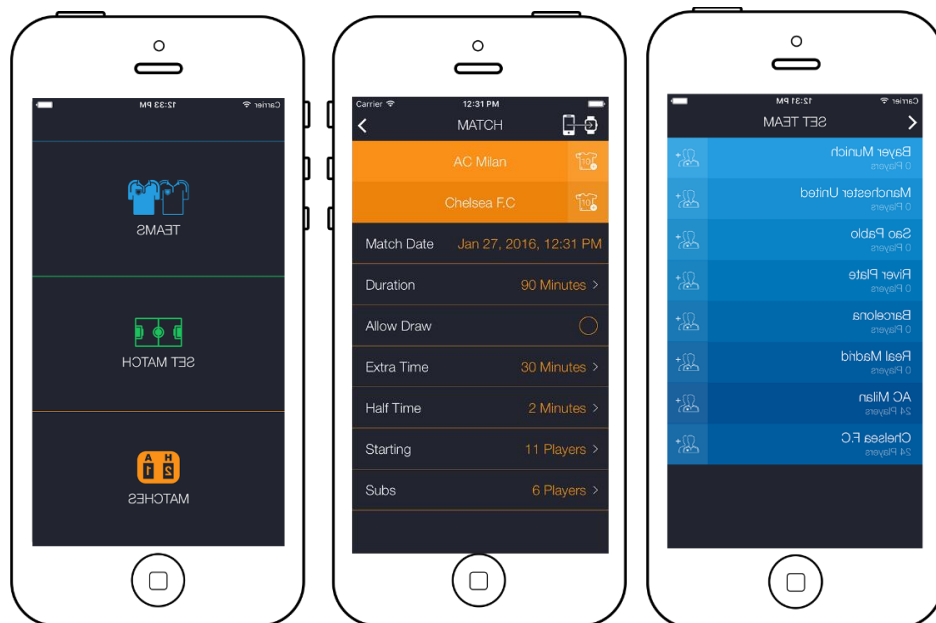 Carrier 12:33 PM
TEAMS
SET MATCH
H A
2 1
MATCHES
Carrier 12:31 PM
MATCH
AC Milan 10
Chelsea F.C 10
Match Date Jan 27, 2016, 12:31 PM
Duration 90 Minutes >
Allow Draw
Extra Time 30 Minutes >
Half Time 2 Minutes >
Starting 11 Players >
Subs 6 Players >
Carrier 12:31 PM
SET TEAM
Bayer Munich
0 Players
Manchester United
0 Players
Sao Pablo
0 Players
River Plate
0 Players
Barcelona
0 Players
Real Madrid
0 Players
AC Milan
24 Players
Chelsea F.C
24 Players